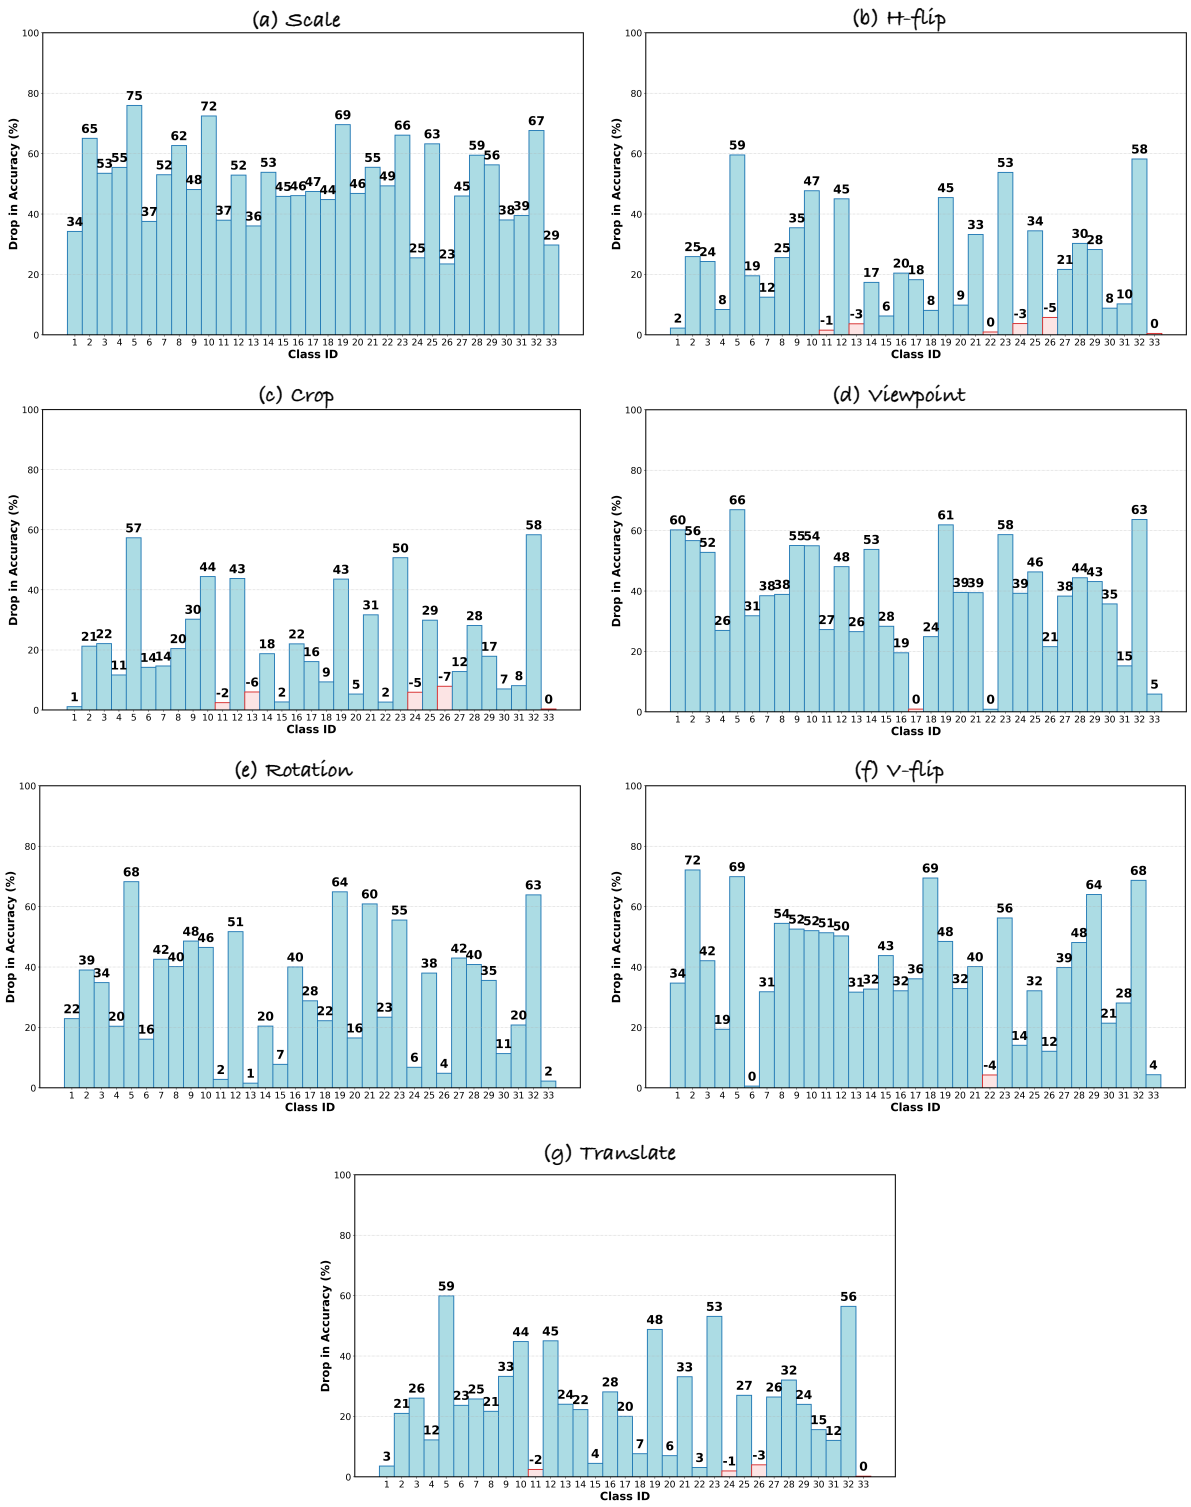 (a) Scale
Drop in Accuracy (%)
100
80
60
40
20
0
34 65 53 55 75 37 52 62 48 72 37 52 36 53 45 46 47 44 69 46 55 49 66 25 63 23 45 59 56 38 39 67 29
1 2 3 4 5 6 7 8 9 10 11 12 13 14 15 16 17 18 19 20 21 22 23 24 25 26 27 28 29 30 31 32 33
Class ID
(b) H-flip
Drop in Accuracy (%)
100
80
60
40
20
0
2 25 24 8 59 19 12 25 35 47 -1 45 -3 17 6 20 18 8 45 9 33 0 53 -3 34 -5 21 30 28 8 10 58 0
1 2 3 4 5 6 7 8 9 10 11 12 13 14 15 16 17 18 19 20 21 22 23 24 25 26 27 28 29 30 31 32 33
Class ID
(c) Crop
Drop in Accuracy (%)
100
80
60
40
20
0
1 21 22 11 57 14 14 20 30 44 -2 43 -6 18 2 22 16 9 43 5 31 2 50 -5 29 -7 12 28 17 7 8 58 0
1 2 3 4 5 6 7 8 9 10 11 12 13 14 15 16 17 18 19 20 21 22 23 24 25 26 27 28 29 30 31 32 33
Class ID
(d) Viewpoint
Drop in Accuracy (%)
100
80
60
40
20
0
60 56 52 26 66 31 38 38 55 54 27 48 26 53 28 19 0 24 61 39 39 0 58 39 46 21 38 44 43 35 15 63 5
1 2 3 4 5 6 7 8 9 10 11 12 13 14 15 16 17 18 19 20 21 22 23 24 25 26 27 28 29 30 31 32 33
Class ID
(e) Rotation
Drop in Accuracy (%)
100
80
60
40
20
0
22 39 34 20 68 16 42 40 48 46 2 51 1 20 7 40 28 22 64 16 60 23 55 6 38 4 42 40 35 11 20 63 2
1 2 3 4 5 6 7 8 9 10 11 12 13 14 15 16 17 18 19 20 21 22 23 24 25 26 27 28 29 30 31 32 33
Class ID
(f) V-flip
Drop in Accuracy (%)
100
80
60
40
20
0
34 72 42 19 69 0 31 54 52 52 51 50 31 32 43 32 36 69 48 32 40 -4 56 14 32 12 39 48 64 21 28 68 4
1 2 3 4 5 6 7 8 9 10 11 12 13 14 15 16 17 18 19 20 21 22 23 24 25 26 27 28 29 30 31 32 33
Class ID
(g) Translate
Drop in Accuracy (%)
100
80
60
40
20
0
3 21 26 12 59 23 25 21 33 44 -2 45 24 22 4 28 20 7 48 6 33 3 53 -1 27 -3 26 32 24 15 12 56 0
1 2 3 4 5 6 7 8 9 10 11 12 13 14 15 16 17 18 19 20 21 22 23 24 25 26 27 28 29 30 31 32 33
Class ID